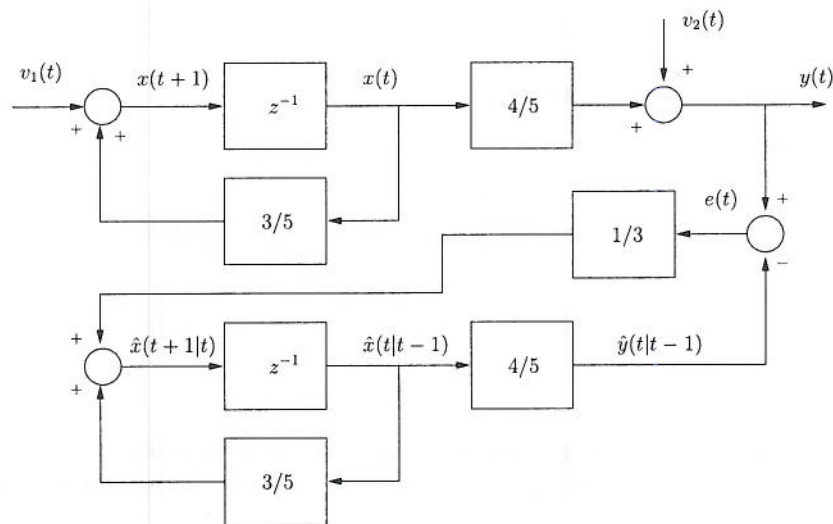 v₂(t)
v₁(t) x(t+1) x(t) y(t)
+
z⁻¹ 4/5
+ + +
3/5 1/3 e(t) +
−
+ x̂(t+1|t) x̂(t|t−1) ŷ(t|t−1)
z⁻¹ 4/5
+
3/5